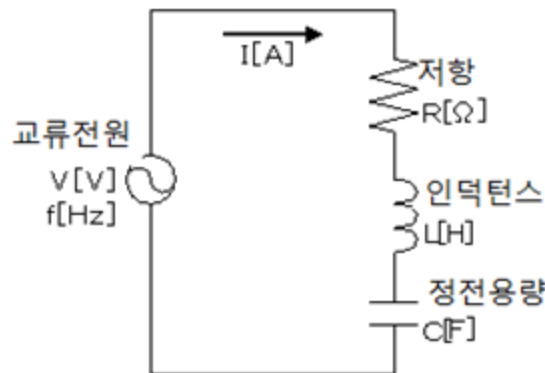 I[A]
저항
R[Ω]
교류전원
V[V]
f[Hz]
인덕턴스
L[H]
정전용량
C[F]